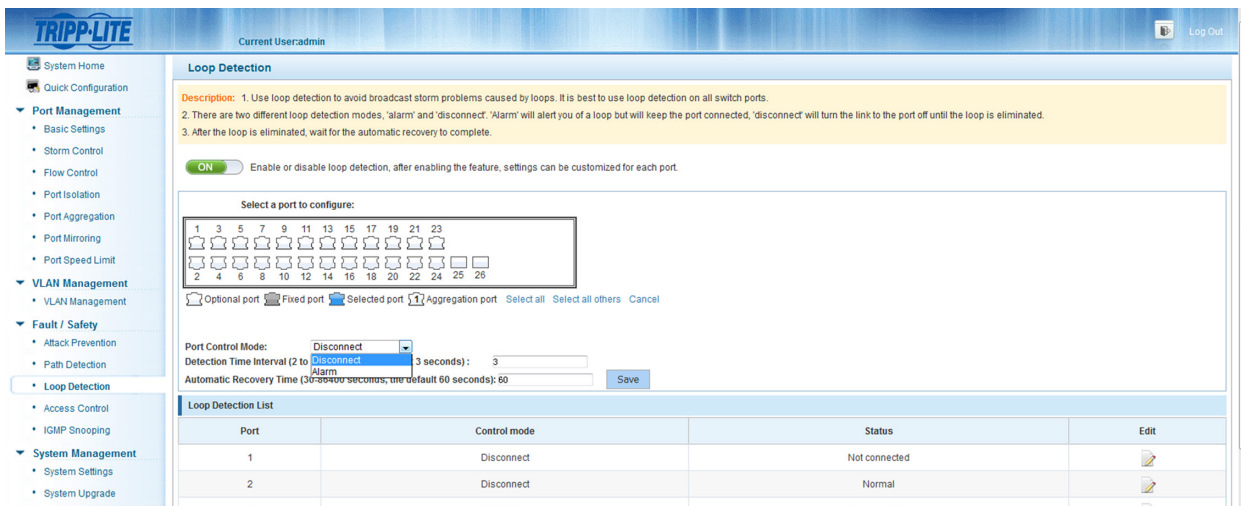 TRIPP·LITE
Current User:admin
Log Out
System Home
Quick Configuration
Port Management
Basic Settings
Storm Control
Flow Control
Port Isolation
Port Aggregation
Port Mirroring
Port Speed Limit
VLAN Management
VLAN Management
Fault / Safety
Attack Prevention
Path Detection
Loop Detection
Access Control
IGMP Snooping
System Management
System Settings
System Upgrade
Loop Detection
Description: 1. Use loop detection to avoid broadcast storm problems caused by loops. It is best to use loop detection on all switch ports.
2. There are two different loop detection modes, 'alarm' and 'disconnect'. 'Alarm' will alert you of a loop but will keep the port connected, 'disconnect' will turn the link to the port off until the loop is eliminated.
3. After the loop is eliminated, wait for the automatic recovery to complete.
ON Enable or disable loop detection, after enabling the feature, settings can be customized for each port.
Select a port to configure:
1 3 5 7 9 11 13 15 17 19 21 23
2 4 6 8 10 12 14 16 18 20 22 24 25 26
Optional port Fixed port Selected port 1 Aggregation port Select all Select all others Cancel
Port Control Mode: Disconnect
Disconnect
Alarm
Detection Time Interval (2 to 3 seconds) : 3
Automatic Recovery Time (30-86400 seconds, the default 60 seconds): 60 Save
Loop Detection List
Port Control mode Status Edit
1 Disconnect Not connected
2 Disconnect Normal